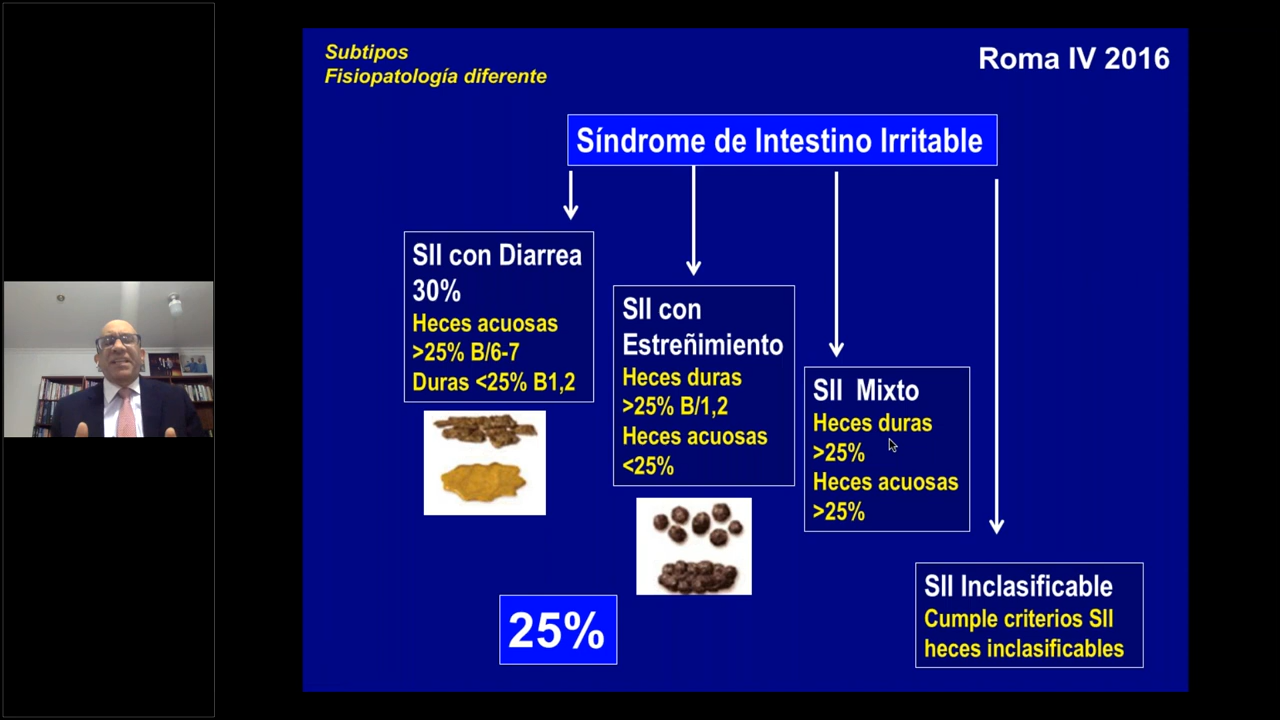 Subtipos
Fisiopatología diferente
Roma IV 2016
Síndrome de Intestino Irritable
SII con Diarrea
30%
Heces acuosas
>25% B/6-7
Duras <25% B1,2
SII con
Estreñimiento
Heces duras
>25% B/1,2
Heces acuosas
<25%
SII Mixto
Heces duras
>25%
Heces acuosas
>25%
SII Inclasificable
Cumple criterios SII
heces inclasificables
25%